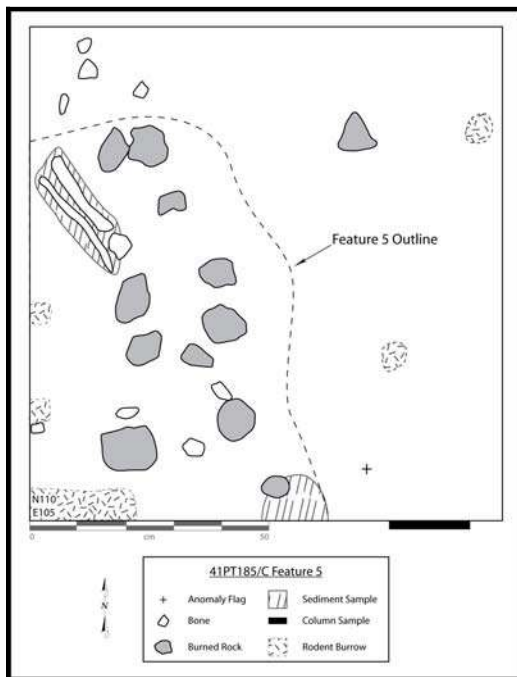 Feature 5 Outline
N110
E105
0 cm 50
41PT185/C Feature 5
N
Anomaly Flag Sediment Sample
Bone Column Sample
Burned Rock Rodent Burrow